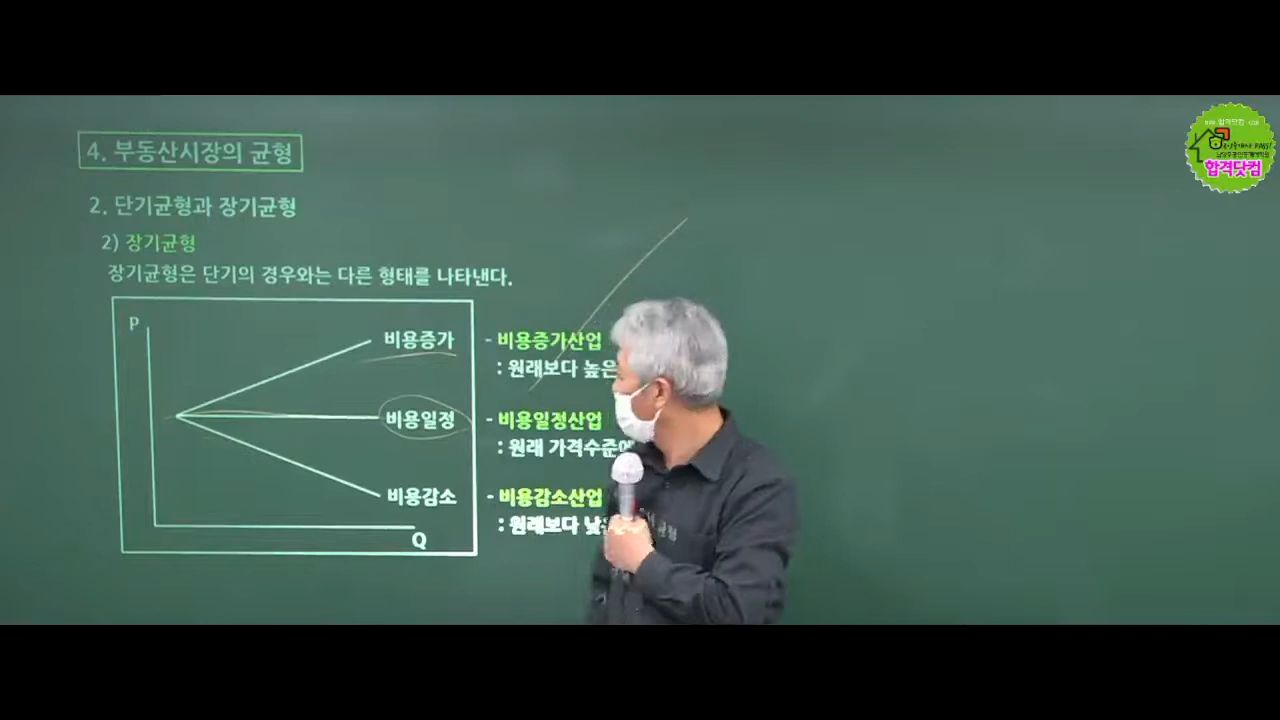 4. 부동산시장의 균형
2. 단기균형과 장기균형
2) 장기균형
장기균형은 단기의 경우와는 다른 형태를 나타낸다.
P
비용증가
비용일정
비용감소
Q
- 비용증가산업
: 원래보다 높은
- 비용일정산업
: 원래 가격수준에
- 비용감소산업
: 원래보다 낮은
합격닷컴